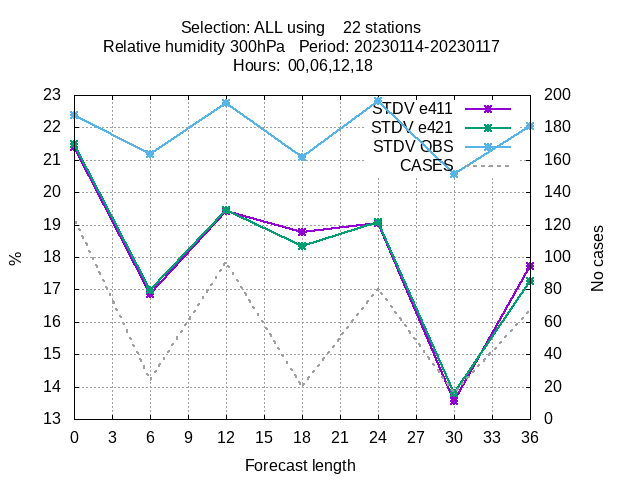 Selection: ALL using    22 stations
Relative humidity 300hPa   Period: 20230114-20230117
Hours:  00,06,12,18
STDV e411
STDV e421
STDV OBS
CASES
23
22
21
20
19
18
17
16
15
14
13
200
180
160
140
120
100
80
60
40
20
0
%
No cases
0 3 6 9 12 15 18 21 24 27 30 33 36
Forecast length